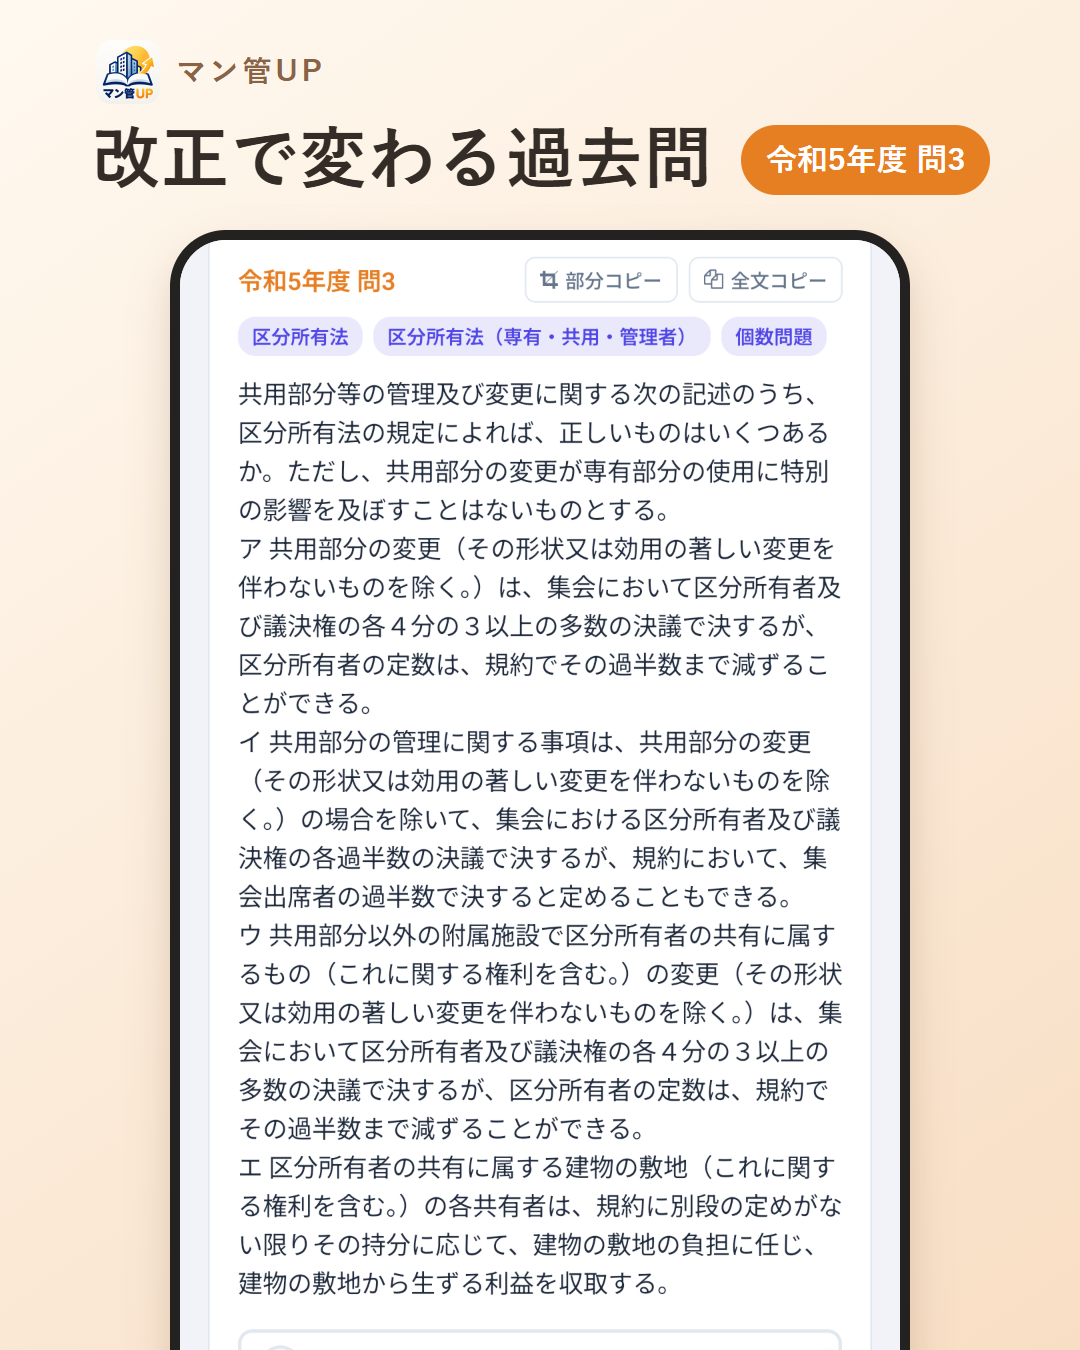 マン管UP
マン管UP
改正で変わる過去問
令和5年度 問3
令和5年度 問3
部分コピー
全文コピー
区分所有法
区分所有法（専有・共用・管理者）
個数問題
共用部分等の管理及び変更に関する次の記述のうち、
区分所有法の規定によれば、正しいものはいくつある
か。ただし、共用部分の変更が専有部分の使用に特別
の影響を及ぼすことはないものとする。
ア 共用部分の変更（その形状又は効用の著しい変更を
伴わないものを除く。）は、集会において区分所有者及
び議決権の各４分の３以上の多数の決議で決するが、
区分所有者の定数は、規約でその過半数まで減ずるこ
とができる。
イ 共用部分の管理に関する事項は、共用部分の変更
（その形状又は効用の著しい変更を伴わないものを除
く。）の場合を除いて、集会における区分所有者及び議
決権の各過半数の決議で決するが、規約において、集
会出席者の過半数で決すると定めることもできる。
ウ 共用部分以外の附属施設で区分所有者の共有に属す
るもの（これに関する権利を含む。）の変更（その形状
又は効用の著しい変更を伴わないものを除く。）は、集
会において区分所有者及び議決権の各４分の３以上の
多数の決議で決するが、区分所有者の定数は、規約で
その過半数まで減ずることができる。
エ 区分所有者の共有に属する建物の敷地（これに関す
る権利を含む。）の各共有者は、規約に別段の定めがな
い限りその持分に応じて、建物の敷地の負担に任じ、
建物の敷地から生ずる利益を収取する。